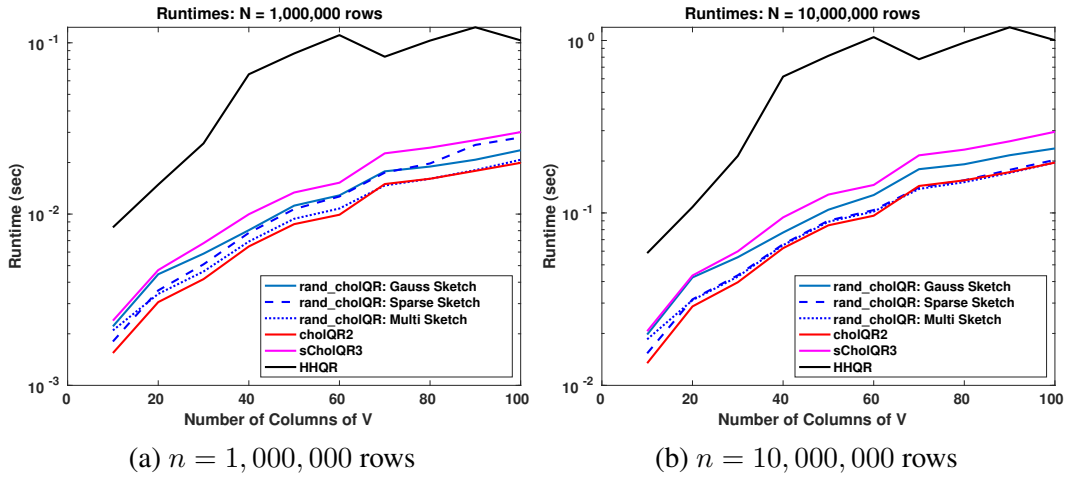 Runtimes: N = 1,000,000 rows
10^-1
10^-2
10^-3
Runtime (sec)
rand_cholQR: Gauss Sketch
rand_cholQR: Sparse Sketch
rand_cholQR: Multi Sketch
cholQR2
sCholQR3
HHQR
0 20 40 60 80 100
Number of Columns of V
(a) n = 1, 000, 000 rows
Runtimes: N = 10,000,000 rows
10^0
10^-1
10^-2
Runtime (sec)
rand_cholQR: Gauss Sketch
rand_cholQR: Sparse Sketch
rand_cholQR: Multi Sketch
cholQR2
sCholQR3
HHQR
0 20 40 60 80 100
Number of Columns of V
(b) n = 10, 000, 000 rows